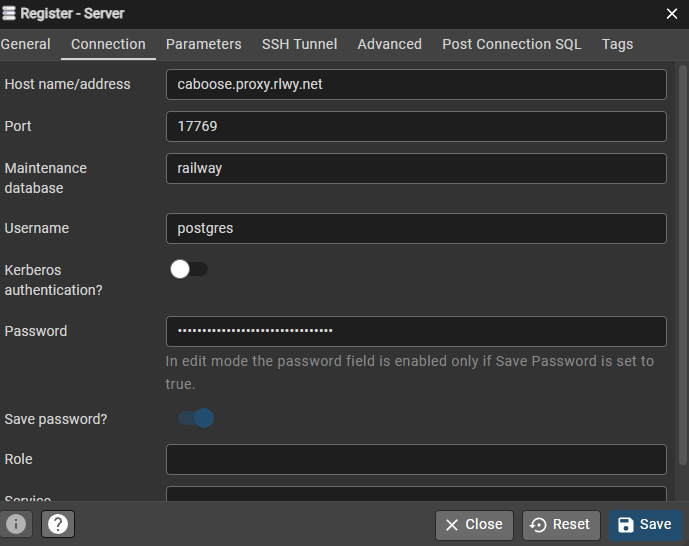 Register - Server
General Connection Parameters SSH Tunnel Advanced Post Connection SQL Tags
Host name/address caboose.proxy.rlwy.net
Port 17769
Maintenance
database
railway
Username postgres
Kerberos
authentication?
Password ••••••••••••••••••••••••••••••••
In edit mode the password field is enabled only if Save Password is set to
true.
Save password?
Role
Service
Close Reset Save